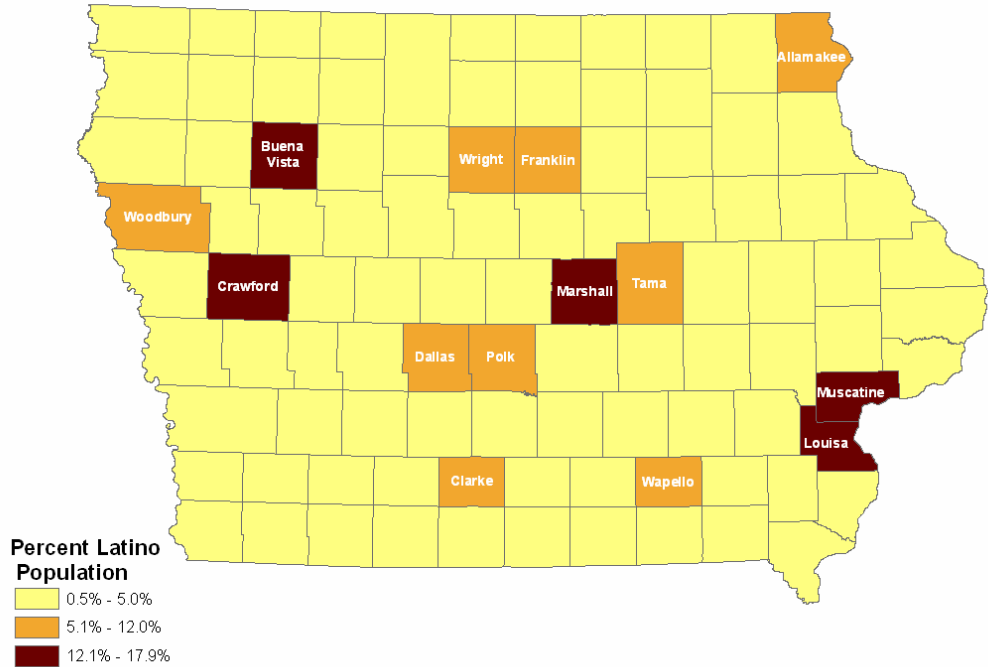 Allamakee
Buena
Vista
Wright
Franklin
Woodbury
Crawford
Marshall
Tama
Dallas
Polk
Muscatine
Louisa
Clarke
Wapello
Percent Latino
Population
0.5% - 5.0%
5.1% - 12.0%
12.1% - 17.9%